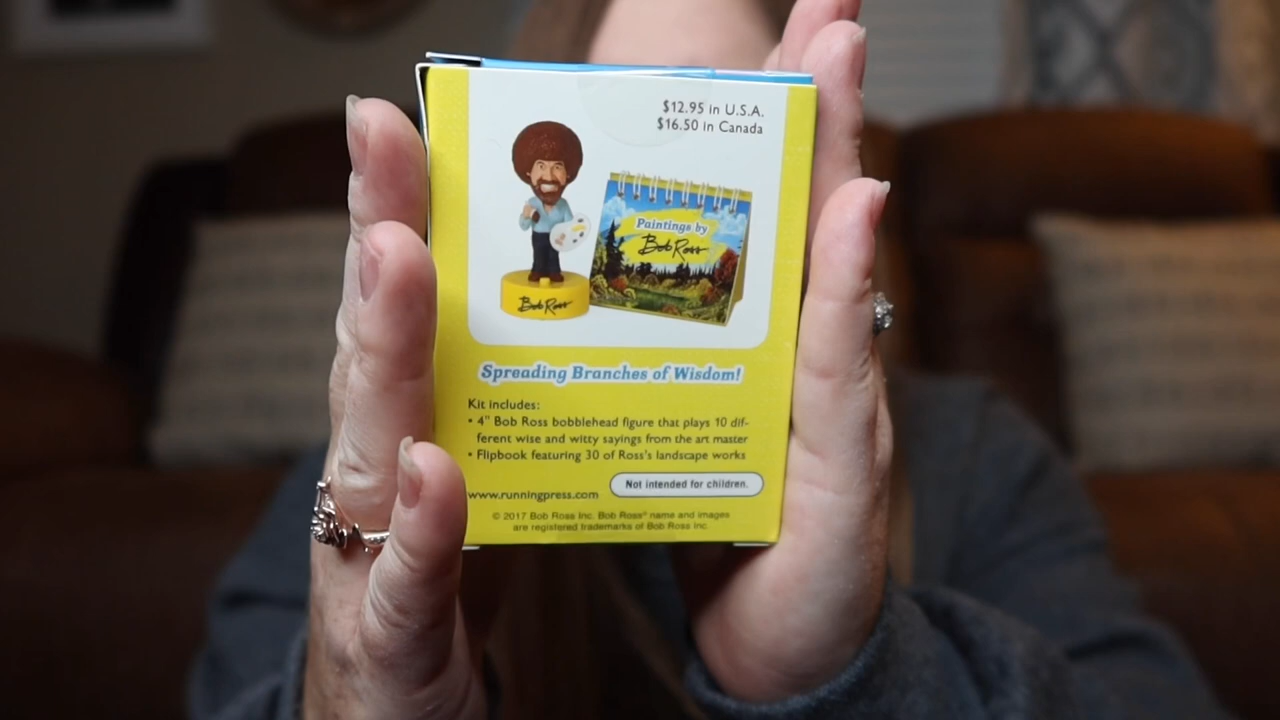 $12.95 in U.S.A.
$16.50 in Canada
Paintings by
Bob Ross
Bob Ross
Spreading Branches of Wisdom!
Kit includes:
• 4" Bob Ross bobblehead figure that plays 10 dif-
ferent wise and witty sayings from the art master
• Flipbook featuring 30 of Ross's landscape works
www.runningpress.com
Not intended for children.
© 2017 Bob Ross Inc. Bob Ross® name and images
are registered trademarks of Bob Ross Inc.